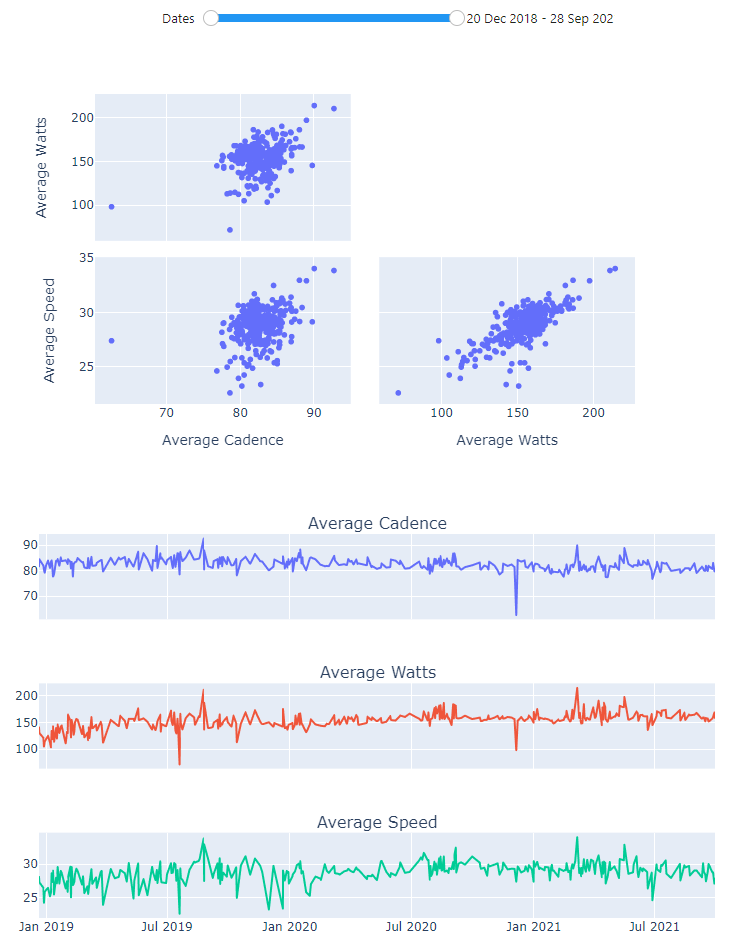 Dates 20 Dec 2018 - 28 Sep 202
Average Watts
200
150
100
Average Speed
35
30
25
70 80 90
Average Cadence
100 150 200
Average Watts
Average Cadence
90
80
70
Average Watts
200
150
100
Average Speed
30
25
Jan 2019 Jul 2019 Jan 2020 Jul 2020 Jan 2021 Jul 2021